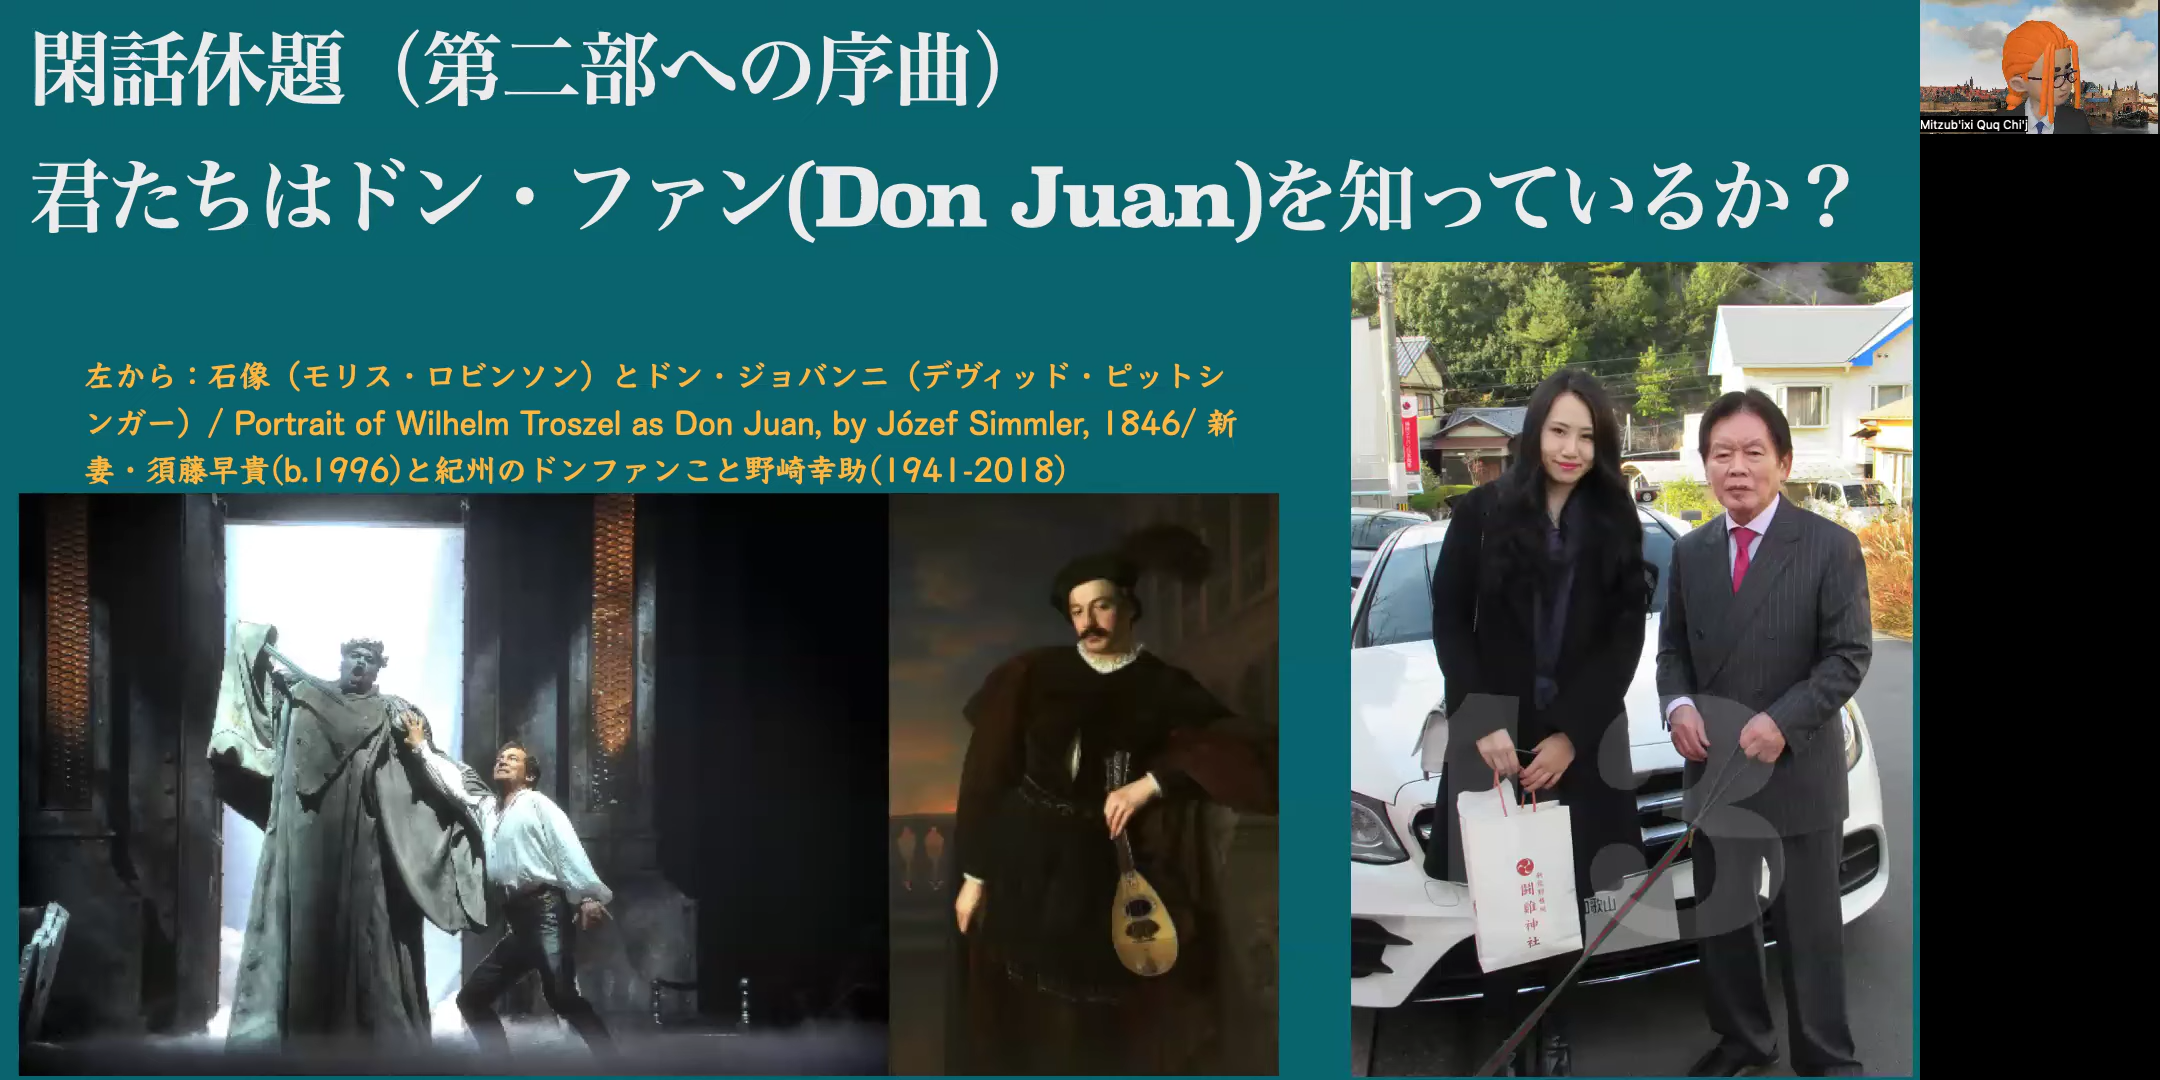 閑話休題（第二部への序曲）
君たちはドン・ファン(Don Juan)を知っているか？
左から：石像（モリス・ロビンソン）とドン・ジョバンニ（デヴィッド・ピットシ
ンガー）/ Portrait of Wilhelm Troszel as Don Juan, by Józef Simmler, 1846/ 新
妻・須藤早貴(b.1996)と紀州のドンファンこと野崎幸助(1941-2018)
Mitzub'ixi Quq Chi'j
13
闘雞神社
和歌山